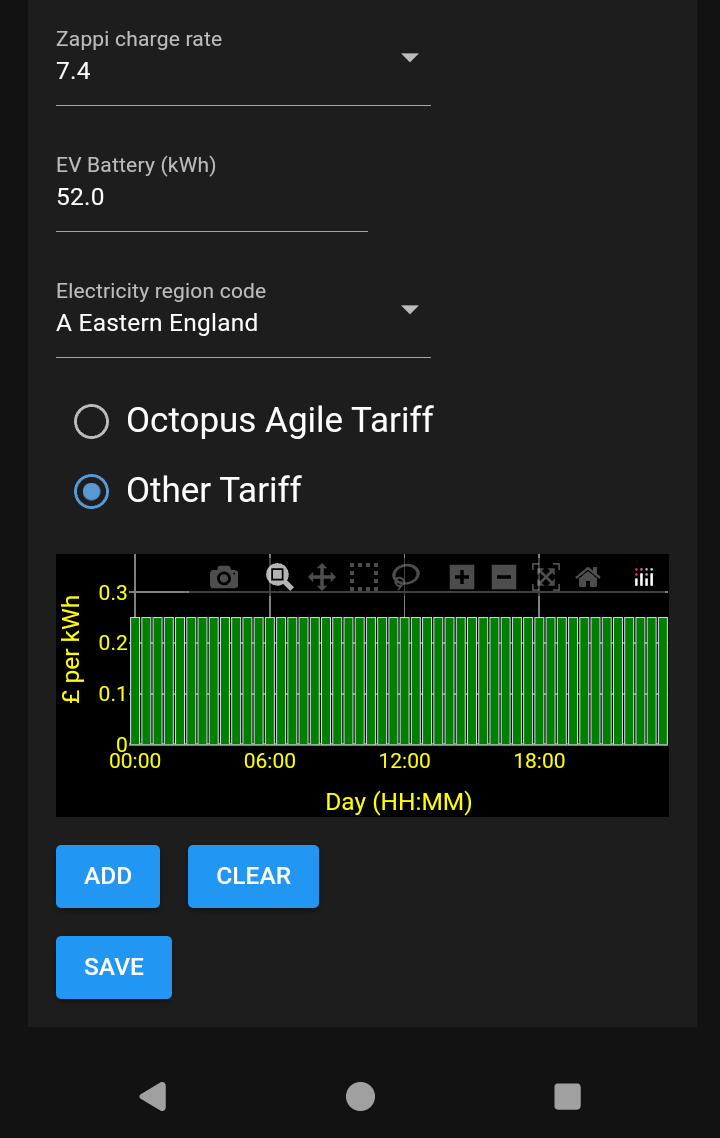 Zappi charge rate
7.4
EV Battery (kWh)
52.0
Electricity region code
A Eastern England
Octopus Agile Tariff
Other Tariff
£ per kWh
0.3
0.2
0.1
0
00:00 06:00 12:00 18:00
Day (HH:MM)
ADD CLEAR
SAVE